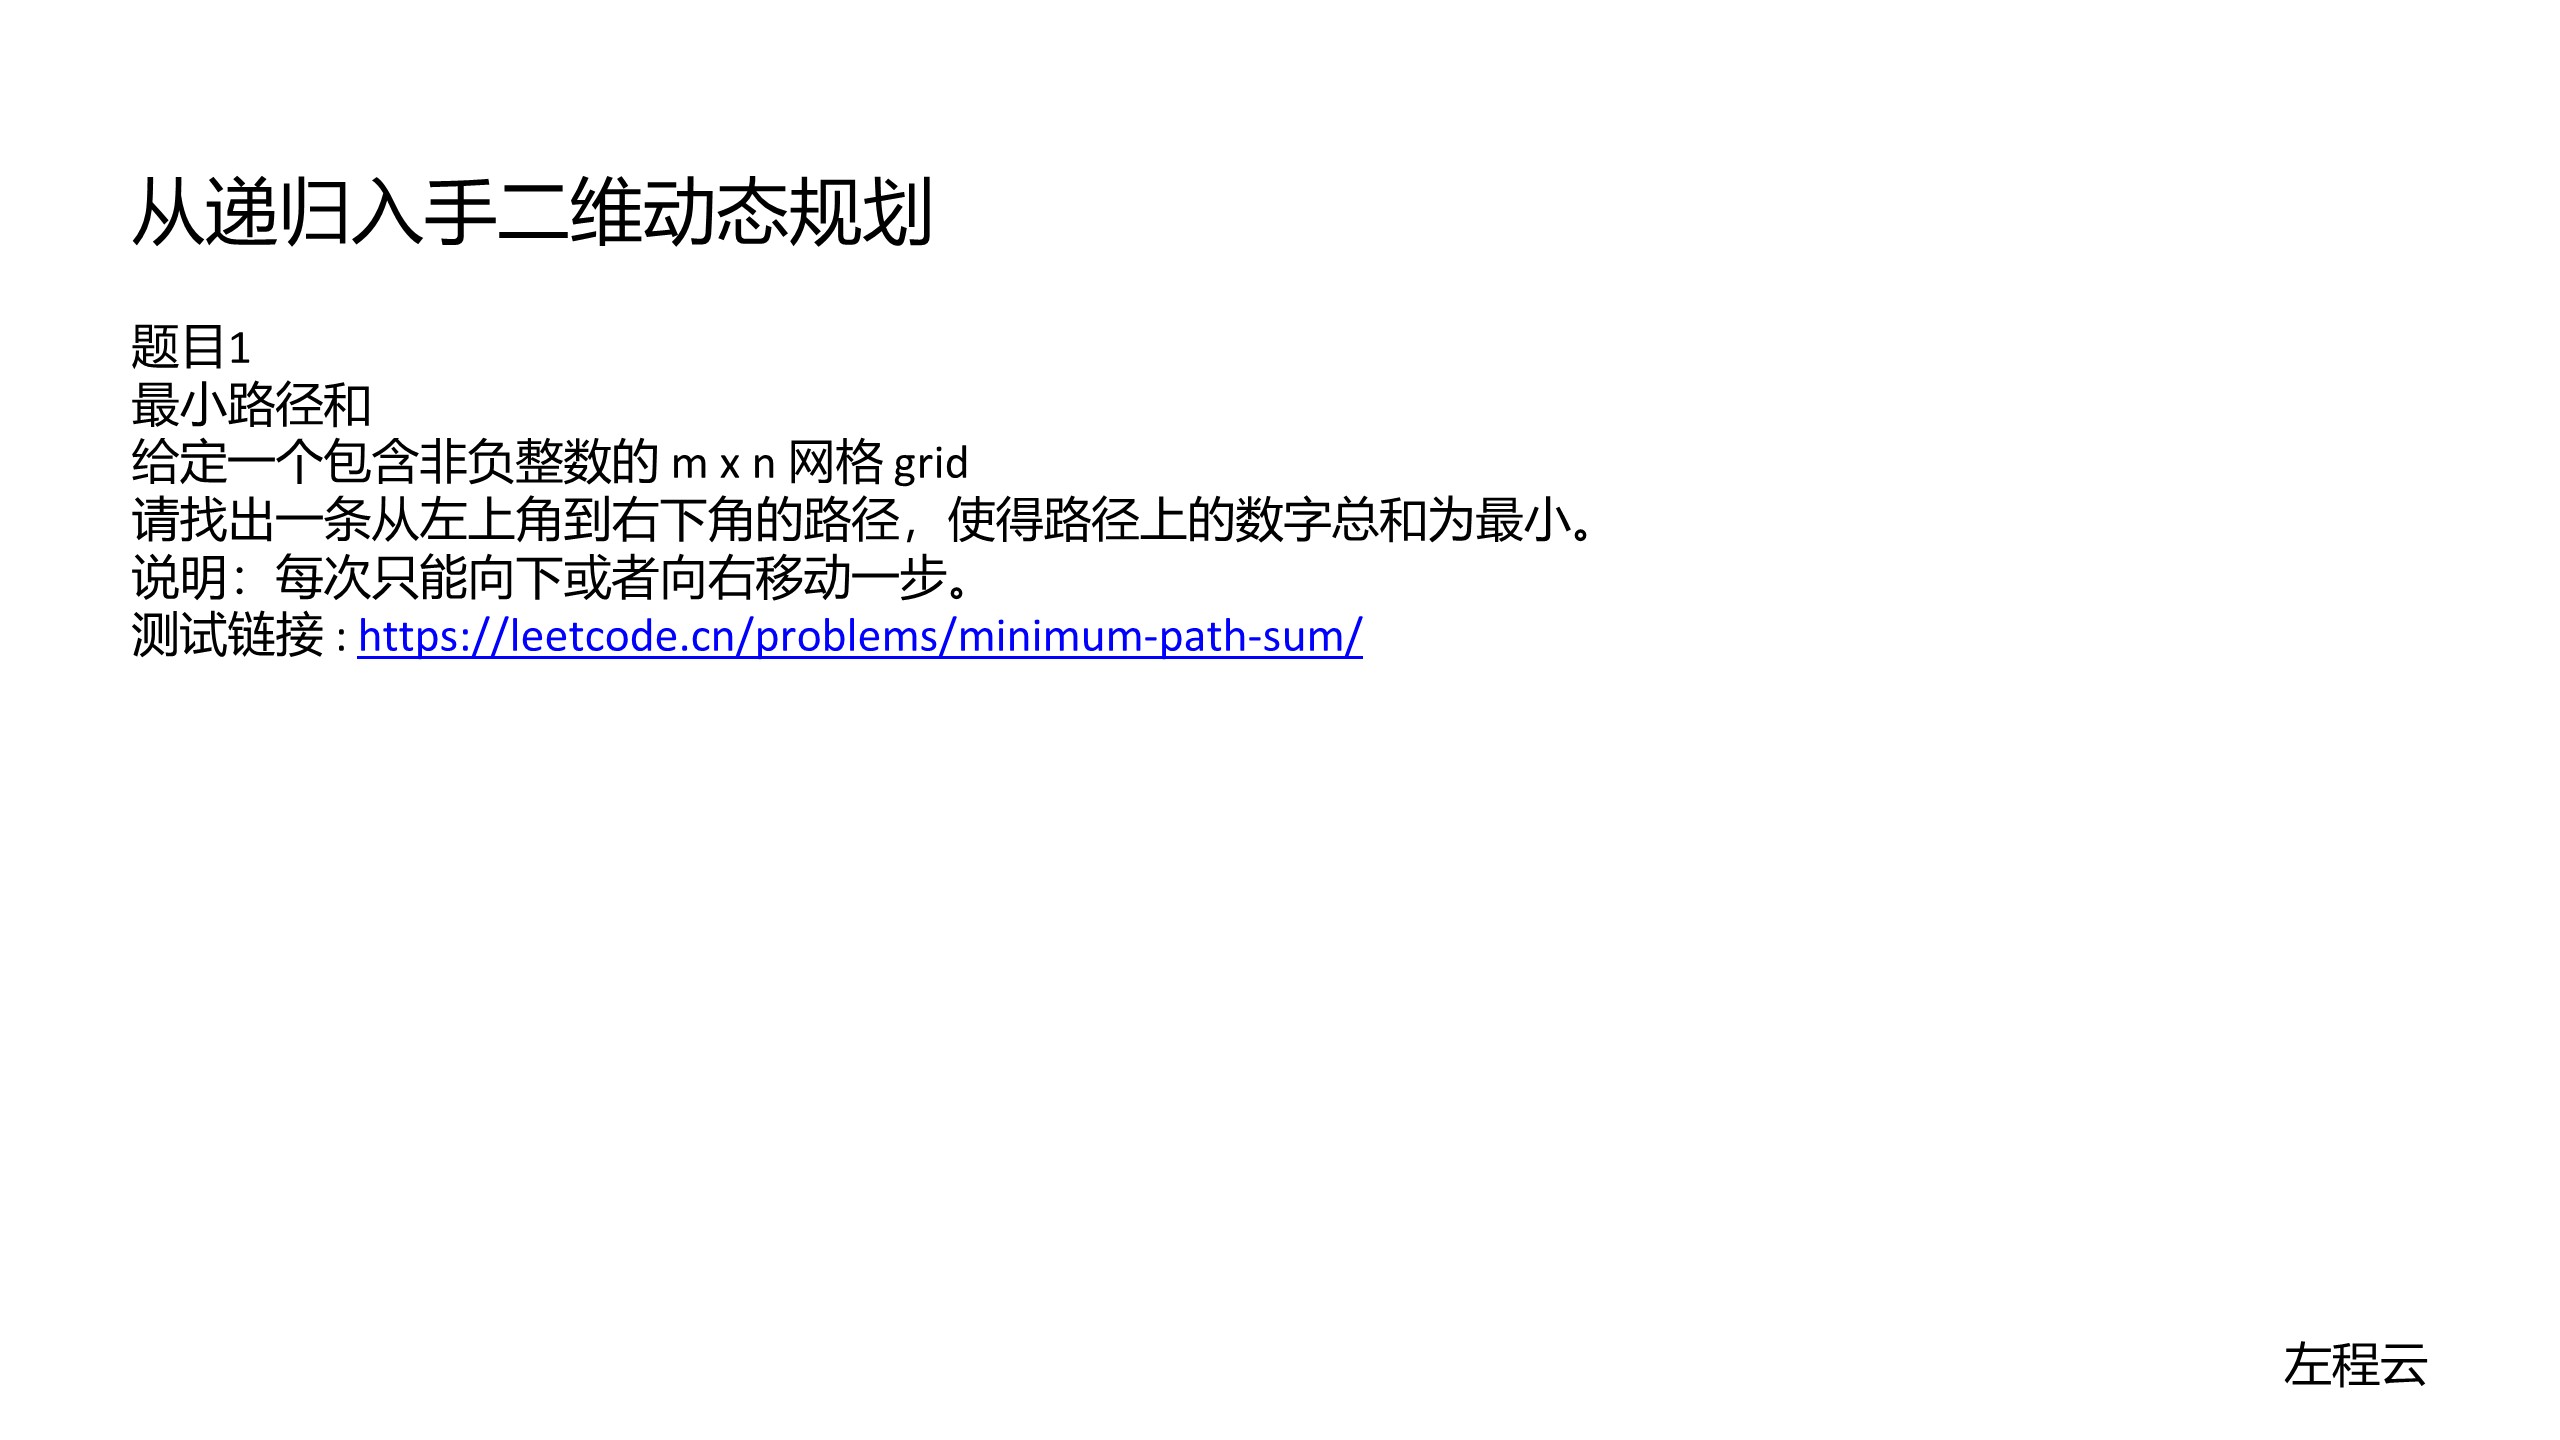 从递归入手二维动态规划
题目1
最小路径和
给定一个包含非负整数的 m x n 网格 grid
请找出一条从左上角到右下角的路径，使得路径上的数字总和为最小。
说明：每次只能向下或者向右移动一步。
测试链接 : https://leetcode.cn/problems/minimum-path-sum/
左程云